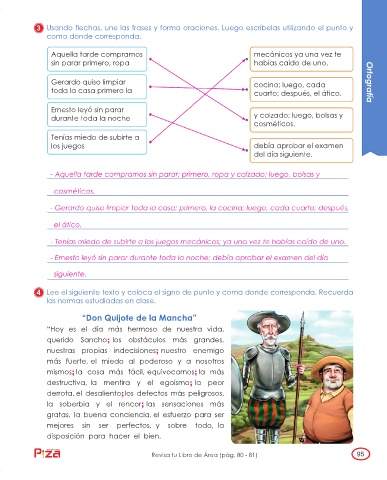 3 Usando flechas, une las frases y forma oraciones. Luego escríbelas utilizando el punto y
coma donde corresponda.
Aquella tarde compramos
sin parar primero, ropa
Gerardo quiso limpiar
toda la casa primero la
Ernesto leyó sin parar
durante toda la noche
Tenías miedo de subirte a
los juegos
mecánicos ya una vez te
habías caído de uno.
cocina; luego, cada
cuarto; después, el ático.
y calzado; luego, bolsas y
cosméticos.
debía aprobar el examen
del día siguiente.
Ortografía
- Aquella tarde compramos sin parar: primero, ropa y calzado; luego, bolsas y
cosméticos.
- Gerardo quiso limpiar toda la casa: primero, la cocina; luego, cada cuarto; después,
el ático.
- Tenías miedo de subirte a los juegos mecánicos; ya una vez te habías caído de uno.
- Ernesto leyó sin parar durante toda la noche; debía aprobar el examen del día
siguiente.
4 Lee el siguiente texto y coloca el signo de punto y coma donde corresponda. Recuerda
las normas estudiadas en clase.
"Don Quijote de la Mancha"
"Hoy es el día más hermoso de nuestra vida,
querido Sancho; los obstáculos más grandes,
nuestras propias indecisiones; nuestro enemigo
más fuerte, el miedo al poderoso y a nosotros
mismos; la cosa más fácil, equivocarnos; la más
destructiva, la mentira y el egoísmo; la peor
derrota, el desaliento; los defectos más peligrosos,
la soberbia y el rencor; las sensaciones más
gratas, la buena conciencia, el esfuerzo para ser
mejores sin ser perfectos, y sobre todo, la
disposición para hacer el bien.
Pizza
Revisa tu Libro de Área (pág. 80 - 81)
95